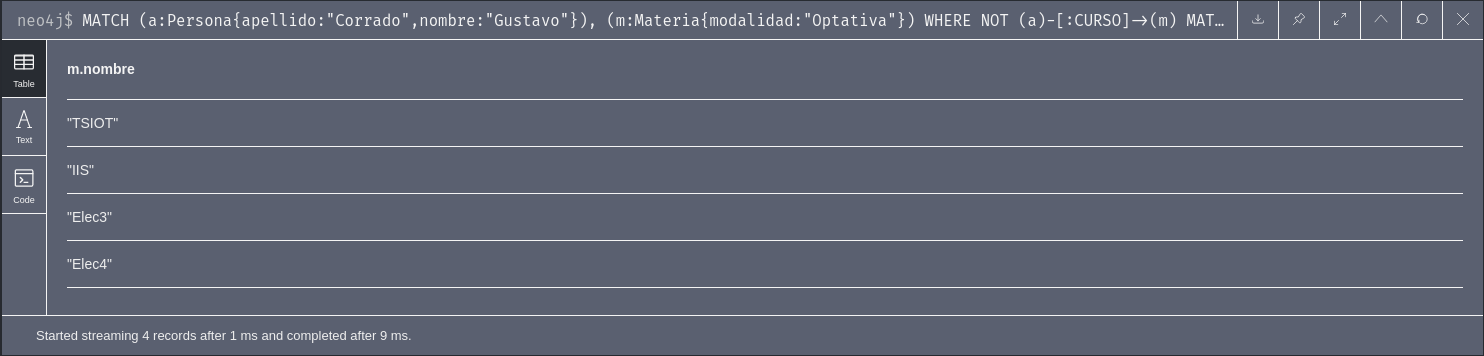 neo4j$ MATCH (a:Persona{apellido:"Corrado",nombre:"Gustavo"}), (m:Materia{modalidad:"Optativa"}) WHERE NOT (a)-[:CURSO]->(m) MAT…
Table
m.nombre
"TSIOT"
Text
"IIS"
Code
"Elec3"
"Elec4"
Started streaming 4 records after 1 ms and completed after 9 ms.